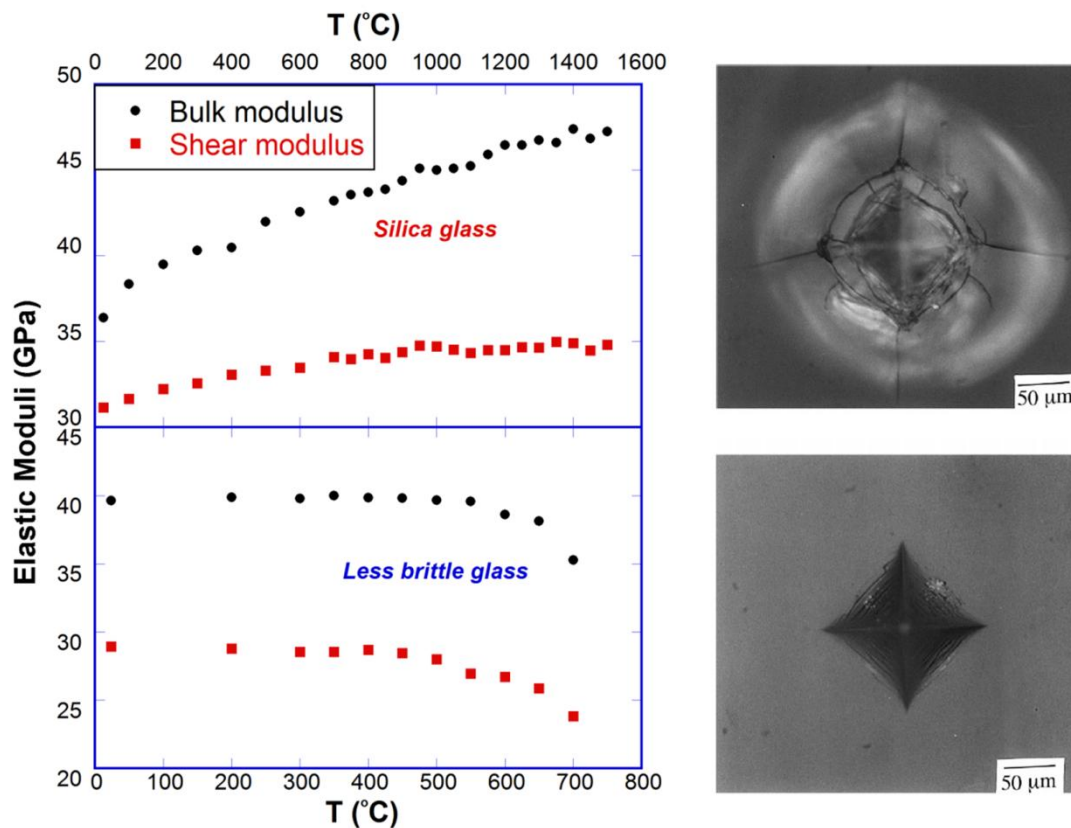 T (°C)
0 200 400 600 800 1000 1200 1400 1600
50
45
40
35
30
Bulk modulus
Shear modulus
Silica glass
Elastic Moduli (GPa)
45
40
35
30
25
20
Less brittle glass
0 100 200 300 400 500 600 700 800
T (°C)
50 μm
50 μm